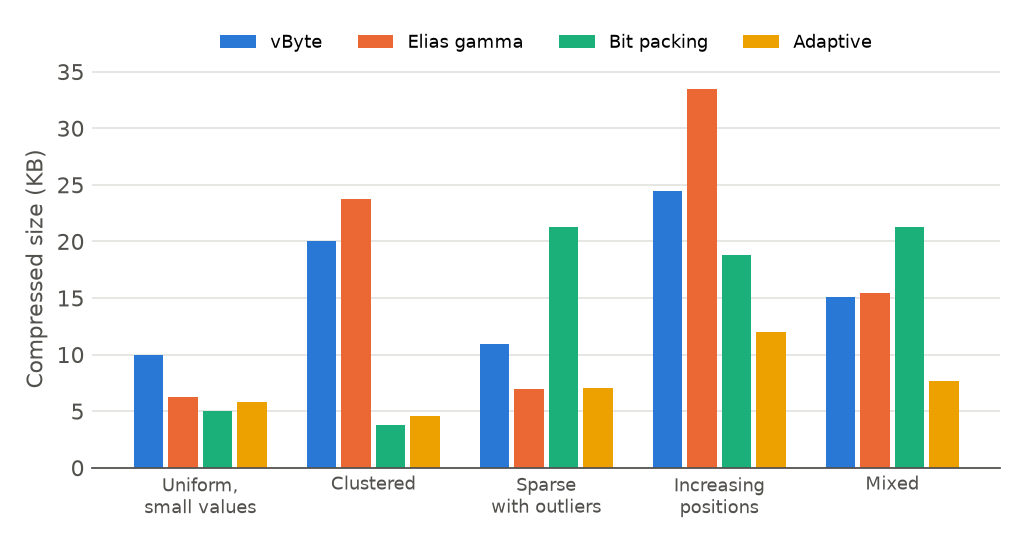 vByte Elias gamma Bit packing Adaptive
Compressed size (KB)
35
30
25
20
15
10
5
0
Uniform,
small values
Clustered
Sparse
with outliers
Increasing
positions
Mixed